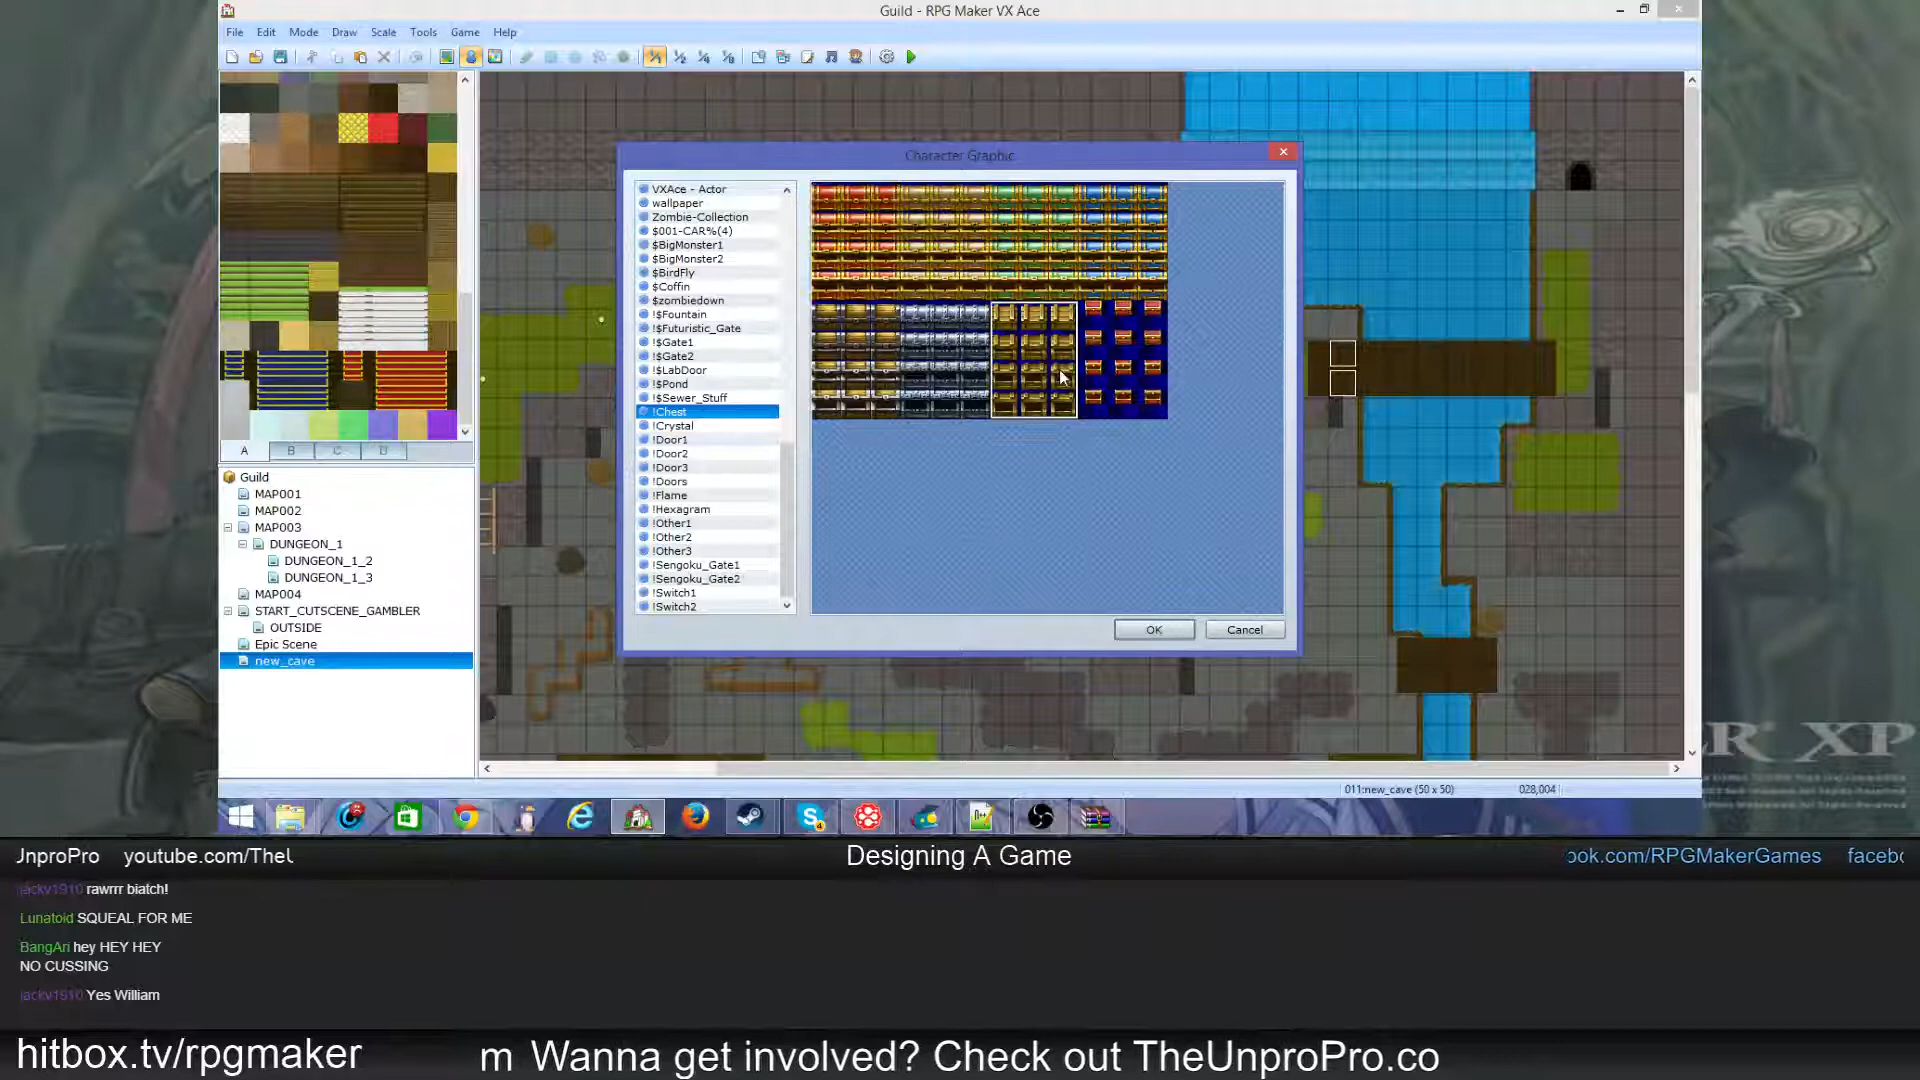 Guild - RPG Maker VX Ace
File Edit Mode Draw Scale Tools Game Help
Character Graphic
VXAce - Actor
wallpaper
Zombie-Collection
$001-CAR%(4)
$BigMonster1
$BigMonster2
$BirdFly
$Coffin
$zombiedown
!$Fountain
!$Futuristic_Gate
!$Gate1
!$Gate2
!$LabDoor
!$Pond
!$Sewer_Stuff
!Chest
!Crystal
!Door1
!Door2
!Door3
!Doors
!Flame
!Hexagram
!Other1
!Other2
!Other3
!Sengoku_Gate1
!Sengoku_Gate2
!Switch1
!Switch2
OK Cancel
A B C D
Guild
MAP001
MAP002
MAP003
DUNGEON_1
DUNGEON_1_2
DUNGEON_1_3
MAP004
START_CUTSCENE_GAMBLER
OUTSIDE
Epic Scene
new_cave
R XP
011:new_cave (50 x 50) 028,004
JnproPro youtube.com/TheU
Designing A Game
ook.com/RPGMakerGames facebo
jackv1910 rawrrr biatch!
Lunatoid SQUEAL FOR ME
BangAri hey HEY HEY
NO CUSSING
jackv1910 Yes William
hitbox.tv/rpgmaker
m Wanna get involved? Check out TheUnproPro.co